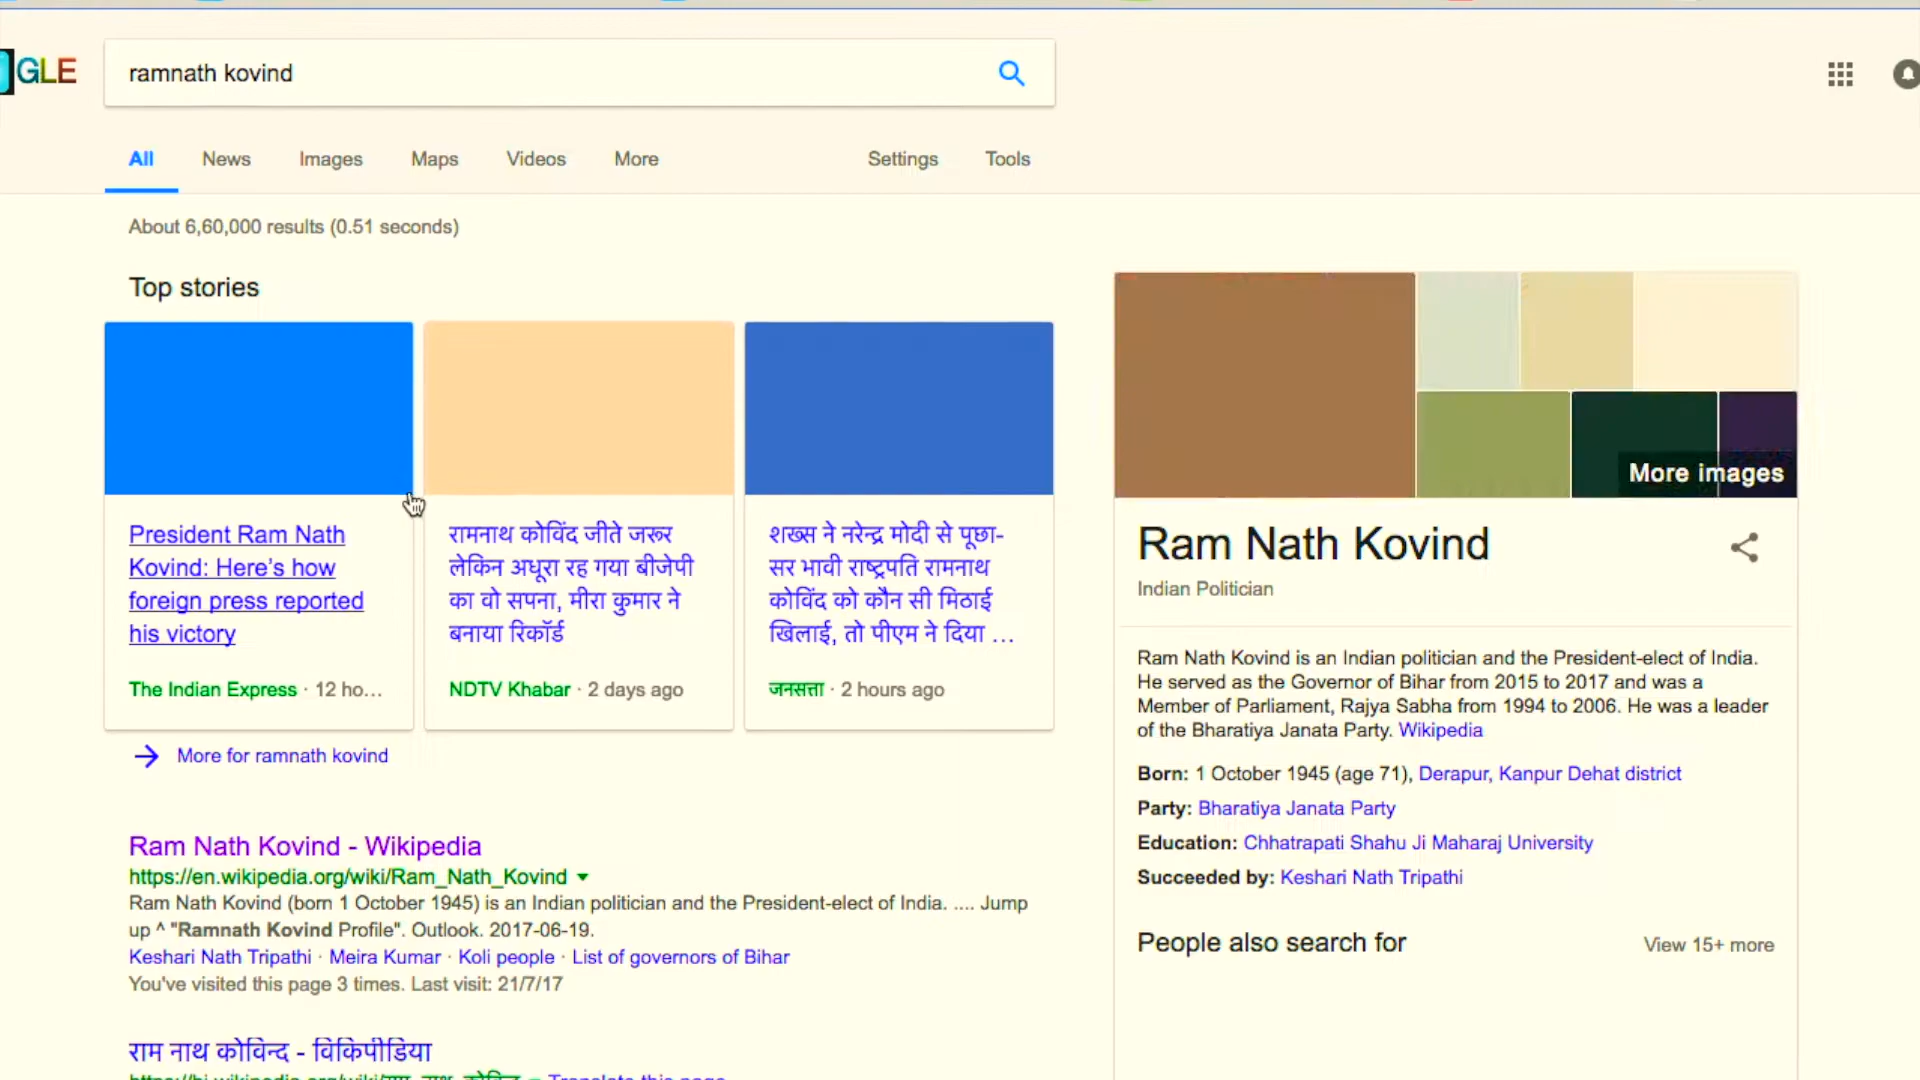 GLE
ramnath kovind
All News Images Maps Videos More Settings Tools
About 6,60,000 results (0.51 seconds)
Top stories
President Ram Nath
Kovind: Here's how
foreign press reported
his victory
The Indian Express · 12 ho...
रामनाथ कोविंद जीते जरूर
लेकिन अधूरा रह गया बीजेपी
का वो सपना, मीरा कुमार ने
बनाया रिकॉर्ड
NDTV Khabar · 2 days ago
शख्स ने नरेन्द्र मोदी से पूछा-
सर भावी राष्ट्रपति रामनाथ
कोविंद को कौन सी मिठाई
खिलाई, तो पीएम ने दिया ...
जनसत्ता · 2 hours ago
More for ramnath kovind
Ram Nath Kovind - Wikipedia
https://en.wikipedia.org/wiki/Ram_Nath_Kovind
Ram Nath Kovind (born 1 October 1945) is an Indian politician and the President-elect of India. .... Jump
up ^ "Ramnath Kovind Profile". Outlook. 2017-06-19.
Keshari Nath Tripathi · Meira Kumar · Koli people · List of governors of Bihar
You've visited this page 3 times. Last visit: 21/7/17
राम नाथ कोविन्द - विकिपीडिया
https://hi.wikipedia.org/wiki/राम_नाथ_कोविन्द Translate this page
More images
Ram Nath Kovind
Indian Politician
Ram Nath Kovind is an Indian politician and the President-elect of India.
He served as the Governor of Bihar from 2015 to 2017 and was a
Member of Parliament, Rajya Sabha from 1994 to 2006. He was a leader
of the Bharatiya Janata Party. Wikipedia
Born: 1 October 1945 (age 71), Derapur, Kanpur Dehat district
Party: Bharatiya Janata Party
Education: Chhatrapati Shahu Ji Maharaj University
Succeeded by: Keshari Nath Tripathi
People also search for
View 15+ more